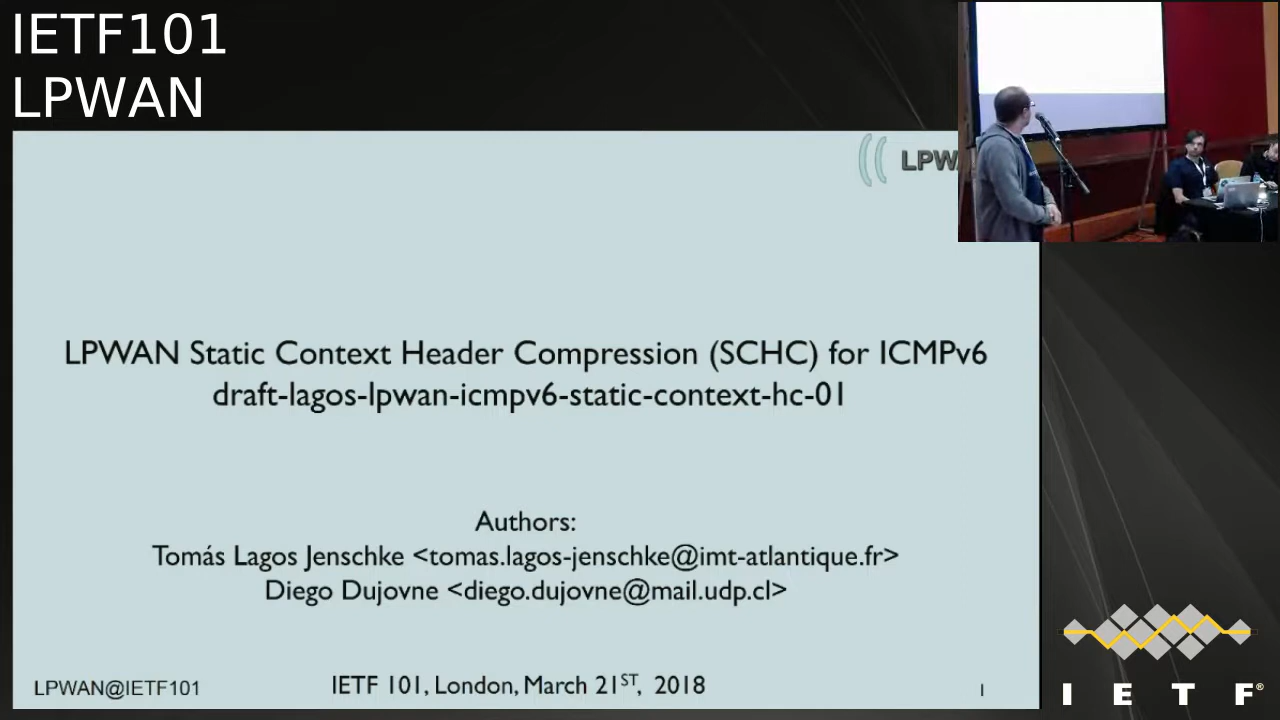 IETF101
LPWAN
LPW
LPWAN Static Context Header Compression (SCHC) for ICMPv6
draft-lagos-lpwan-icmpv6-static-context-hc-01
Authors:
Tomás Lagos Jenschke <tomas.lagos-jenschke@imt-atlantique.fr>
Diego Dujovne <diego.dujovne@mail.udp.cl>
LPWAN@IETF101
IETF 101, London, March 21ST, 2018
1
I E T F®